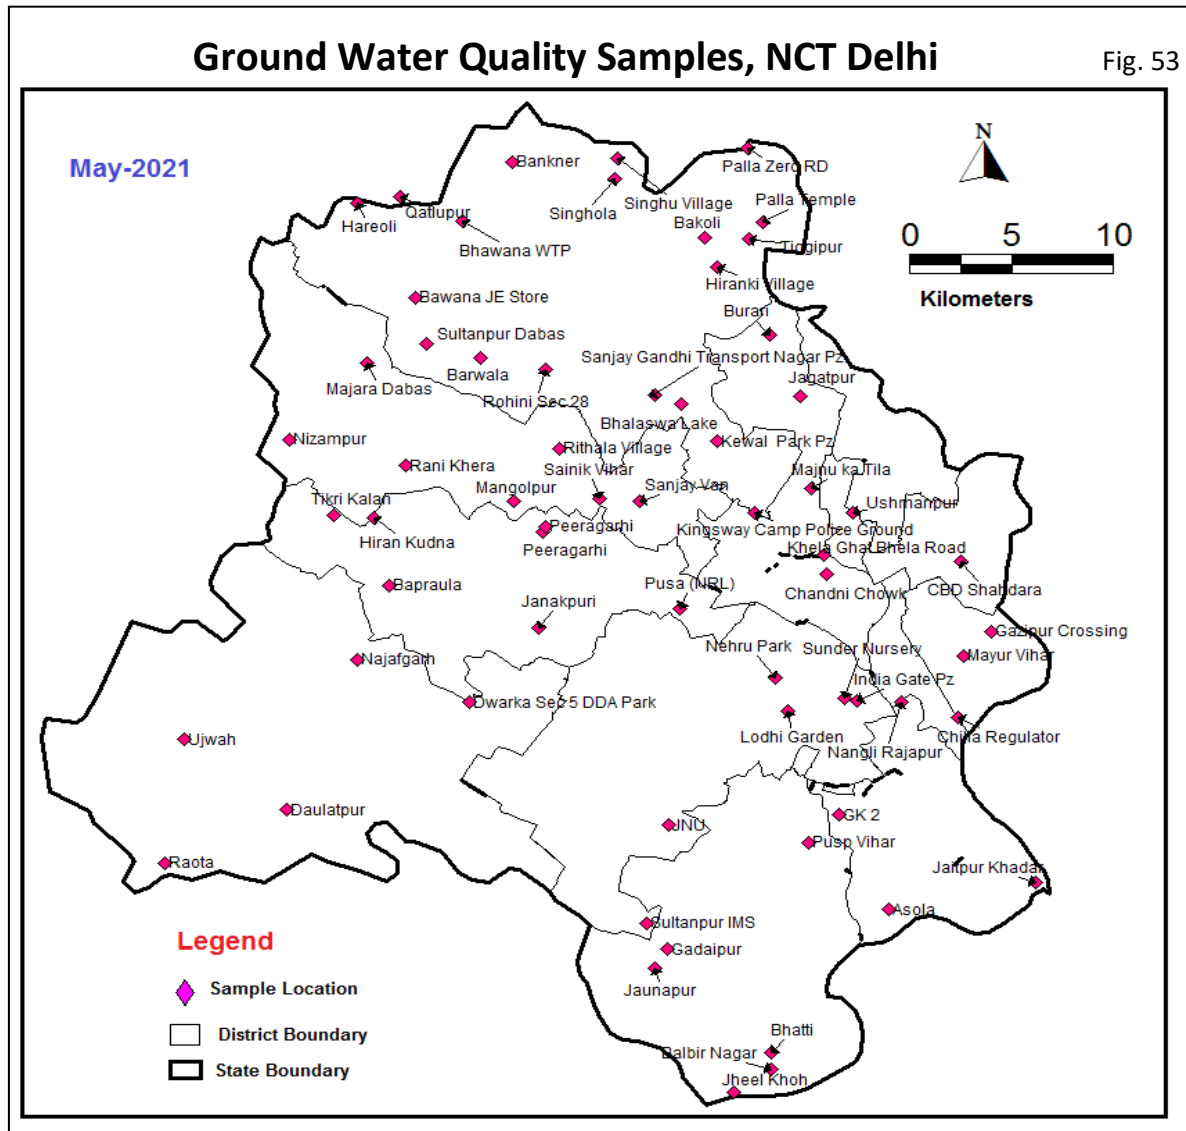 Ground Water Quality Samples, NCT Delhi
Fig. 53
May-2021
N
0 5 10
Kilometers
Bankner
Palla Zero RD
Singhu Village
Singhola
Palla Temple
Qatlupur
Hareoli
Bhawana WTP
Bakoli
Tiggipur
Hiranki Village
Bawana JE Store
Burari
Sultanpur Dabas
Sanjay Gandhi Transport Nagar Pz
Barwala
Majara Dabas
Jagatpur
Rohini Sec 28
Bhalaswa Lake
Nizampur
Rithala Village
Kewal Park Pz
Rani Khera
Sainik Vihar
Majnu ka Tila
Mangolpur
Sanjay Van
Tikri Kalan
Ushmanpur
Hiran Kudna
Peeragarhi
Kingsway Camp Police Ground
Peeragarhi
Khela Ghat Bhela Road
Bapraula
Pusa (NRL)
Chandni Chowk
CBD Shahdara
Janakpuri
Gazipur Crossing
Nehru Park
Sunder Nursery
Mayur Vihar
Najafgarh
India Gate Pz
Dwarka Sec 5 DDA Park
Lodhi Garden
Chilla Regulator
Ujwah
Nangli Rajapur
Daulatpur
GK 2
JNU
Pusp Vihar
Raota
Jaitpur Khadar
Asola
Sultanpur IMS
Gadaipur
Jaunapur
Bhatti
Balbir Nagar
Jheel Khoh
Legend
Sample Location
District Boundary
State Boundary